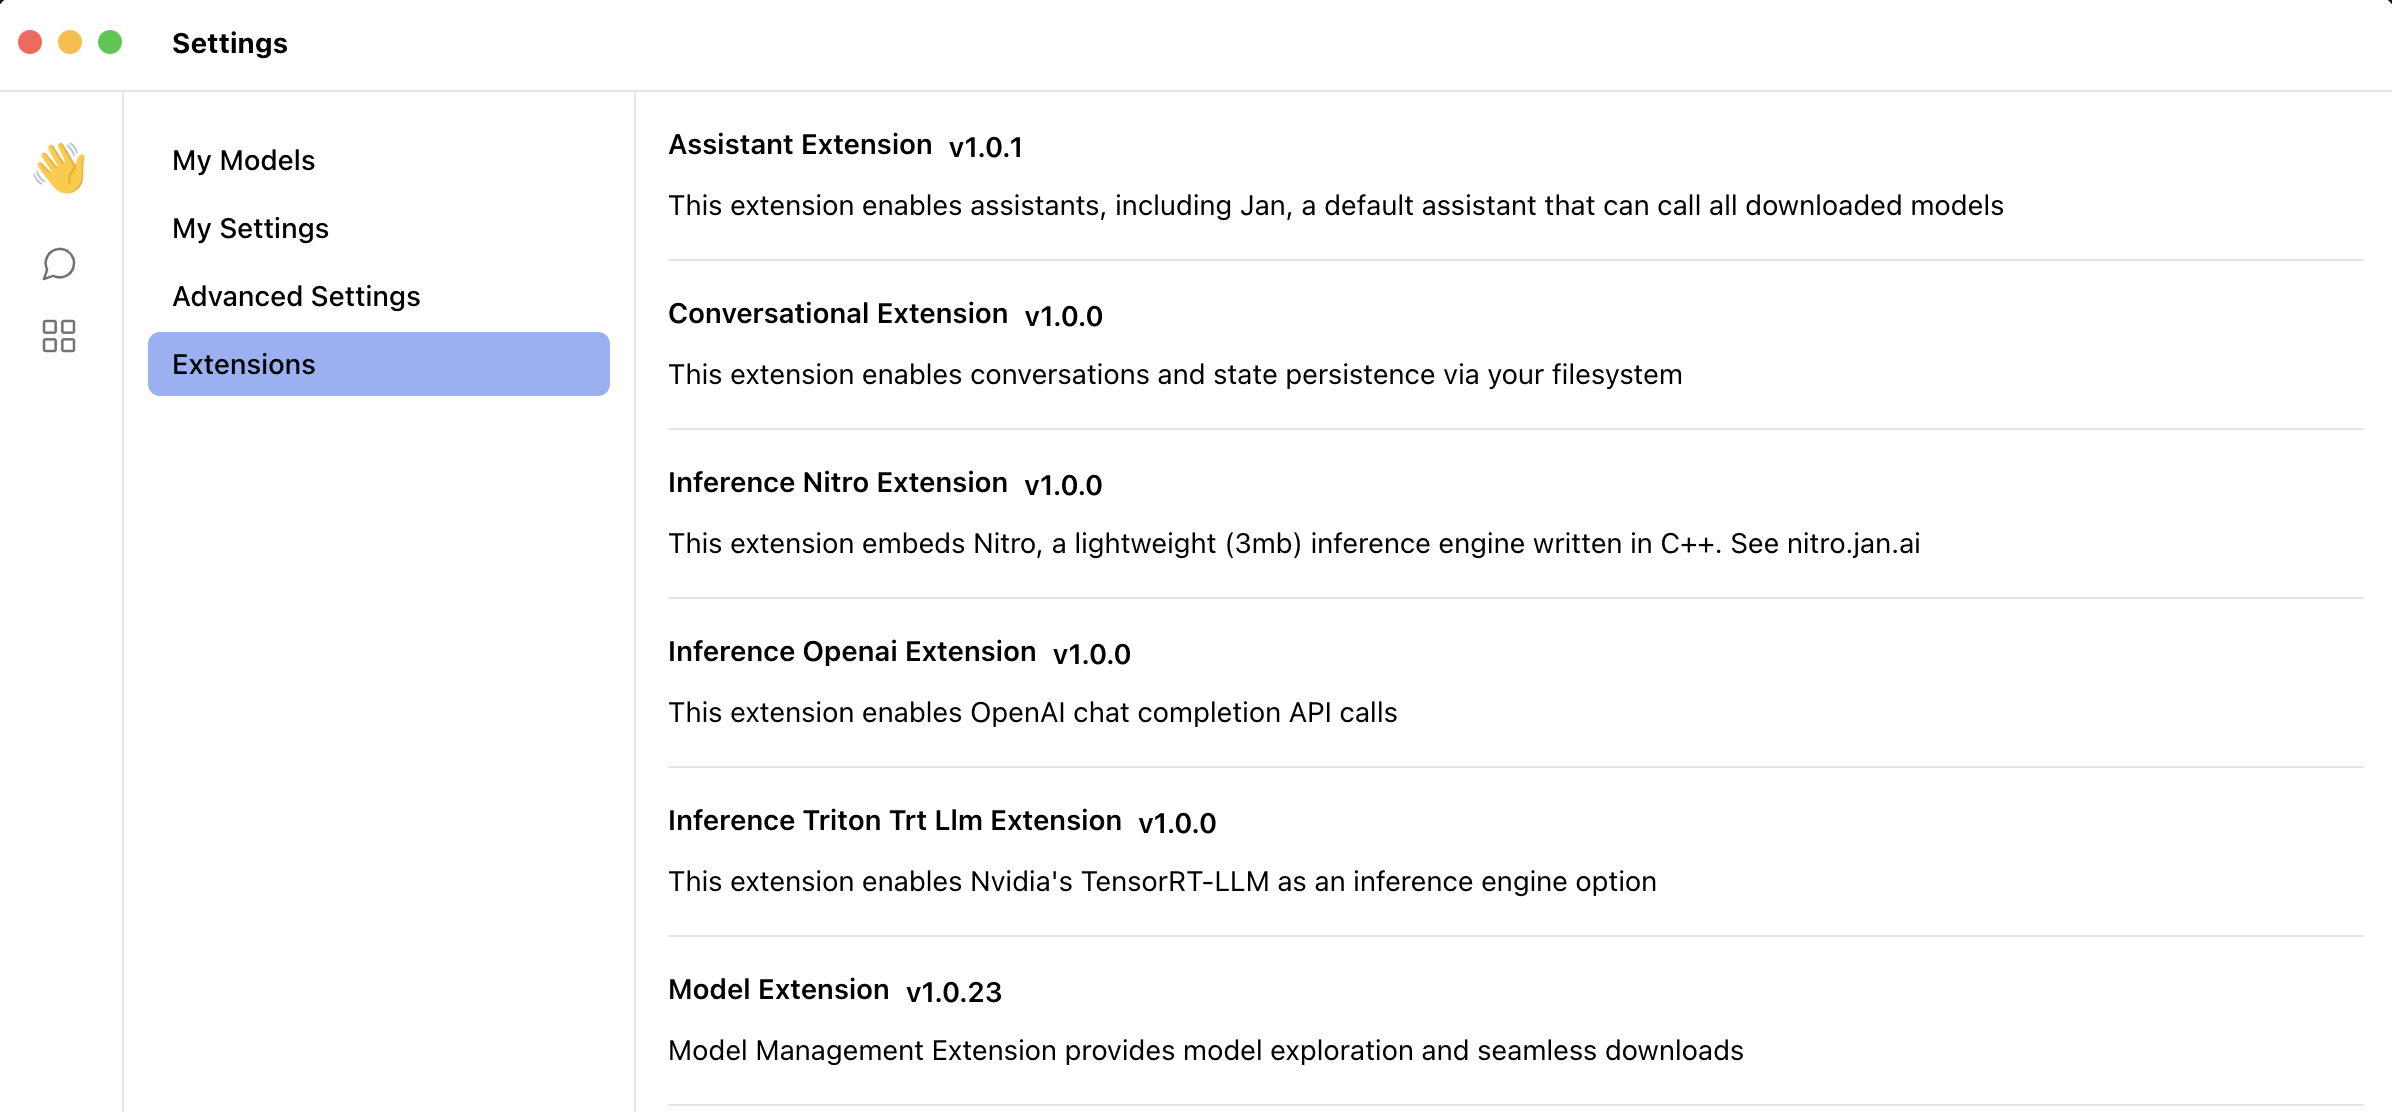 Settings
My Models
My Settings
Advanced Settings
Extensions
Assistant Extension v1.0.1
This extension enables assistants, including Jan, a default assistant that can call all downloaded models
Conversational Extension v1.0.0
This extension enables conversations and state persistence via your filesystem
Inference Nitro Extension v1.0.0
This extension embeds Nitro, a lightweight (3mb) inference engine written in C++. See nitro.jan.ai
Inference Openai Extension v1.0.0
This extension enables OpenAI chat completion API calls
Inference Triton Trt Llm Extension v1.0.0
This extension enables Nvidia's TensorRT-LLM as an inference engine option
Model Extension v1.0.23
Model Management Extension provides model exploration and seamless downloads